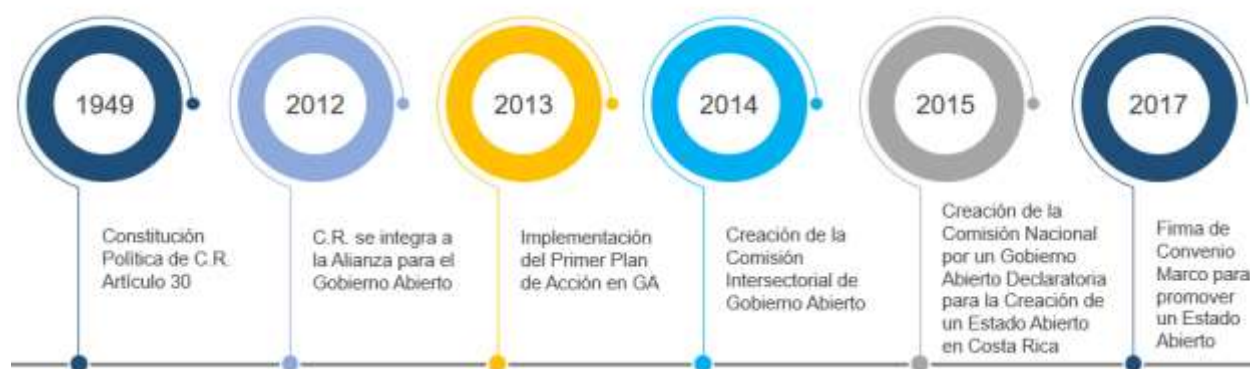 1949
Constitución
Política de C.R.
Artículo 30
2012
C.R. se integra a
la Alianza para el
Gobierno Abierto
2013
Implementación
del Primer Plan
de Acción en GA
2014
Creación de la
Comisión
Intersectorial de
Gobierno Abierto
2015
Creación de la
Comisión Nacional
por un Gobierno
Abierto Declaratoria
para la Creación de
un Estado Abierto
en Costa Rica
2017
Firma de
Convenio
Marco para
promover
un Estado
Abierto